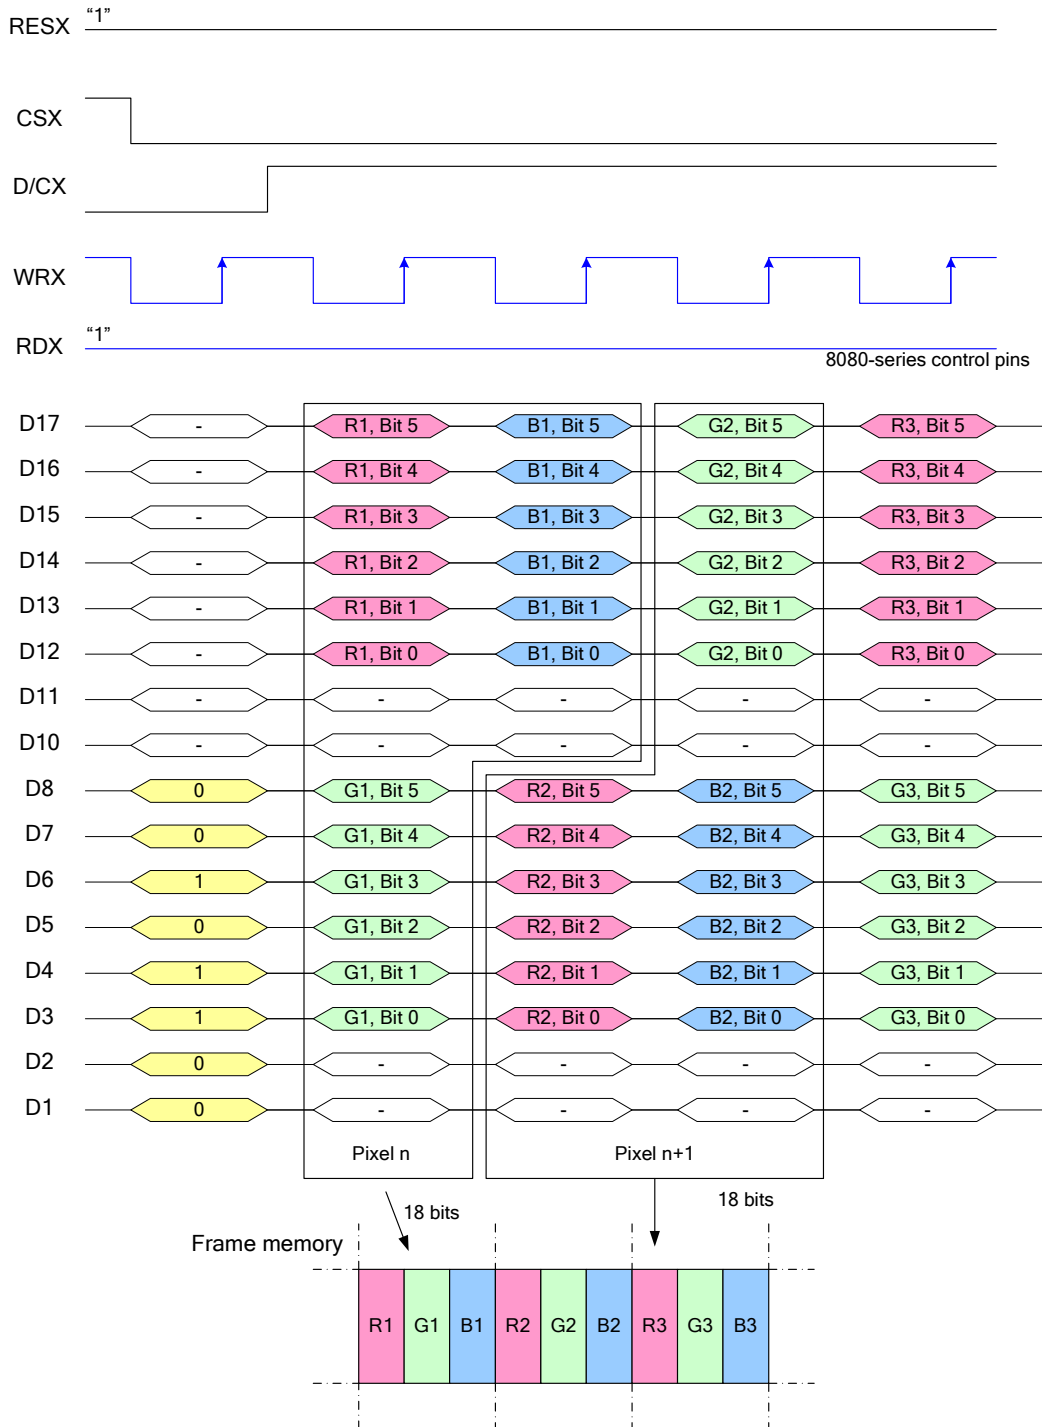 RESX “1”
CSX
D/CX
WRX
RDX “1”
8080-series control pins
D17 - R1, Bit 5 B1, Bit 5 G2, Bit 5 R3, Bit 5
D16 - R1, Bit 4 B1, Bit 4 G2, Bit 4 R3, Bit 4
D15 - R1, Bit 3 B1, Bit 3 G2, Bit 3 R3, Bit 3
D14 - R1, Bit 2 B1, Bit 2 G2, Bit 2 R3, Bit 2
D13 - R1, Bit 1 B1, Bit 1 G2, Bit 1 R3, Bit 1
D12 - R1, Bit 0 B1, Bit 0 G2, Bit 0 R3, Bit 0
D11 - - - - -
D10 - - - - -
D8 0 G1, Bit 5 R2, Bit 5 B2, Bit 5 G3, Bit 5
D7 0 G1, Bit 4 R2, Bit 4 B2, Bit 4 G3, Bit 4
D6 1 G1, Bit 3 R2, Bit 3 B2, Bit 3 G3, Bit 3
D5 0 G1, Bit 2 R2, Bit 2 B2, Bit 2 G3, Bit 2
D4 1 G1, Bit 1 R2, Bit 1 B2, Bit 1 G3, Bit 1
D3 1 G1, Bit 0 R2, Bit 0 B2, Bit 0 G3, Bit 0
D2 0 - - - -
D1 0 - - - -
Pixel n Pixel n+1
18 bits 18 bits
Frame memory
R1 G1 B1 R2 G2 B2 R3 G3 B3